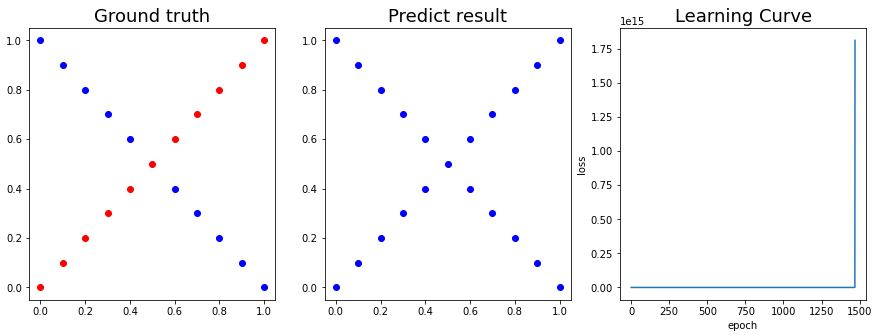 Ground truth
1.0
0.8
0.6
0.4
0.2
0.0
0.0 0.2 0.4 0.6 0.8 1.0
Predict result
1.0
0.8
0.6
0.4
0.2
0.0
0.0 0.2 0.4 0.6 0.8 1.0
Learning Curve
1e15
1.75
1.50
1.25
1.00
0.75
0.50
0.25
0.00
loss
0 250 500 750 1000 1250 1500
epoch